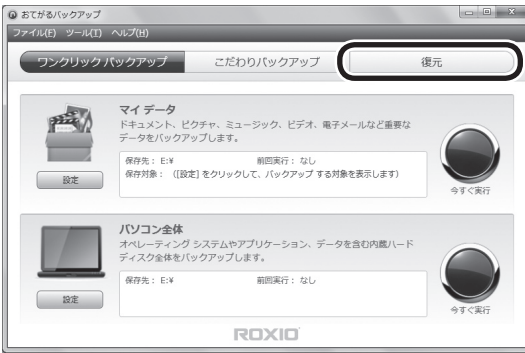 おてがるバックアップ
ファイル(F) ツール(T) ヘルプ(H)
ワンクリックバックアップ こだわりバックアップ 復元
マイ データ
ドキュメント、ピクチャ、ミュージック、ビデオ、電子メールなど重要な
データをバックアップします。
保存先： E:¥ 前回実行： なし
保存対象： （[設定] をクリックして、バックアップ する対象を表示します）
設定
今すぐ実行
パソコン全体
オペレーティング システムやアプリケーション、データを含む内蔵ハード
ディスク全体をバックアップします。
保存先： E:¥ 前回実行： なし
設定
今すぐ実行
ROXIO